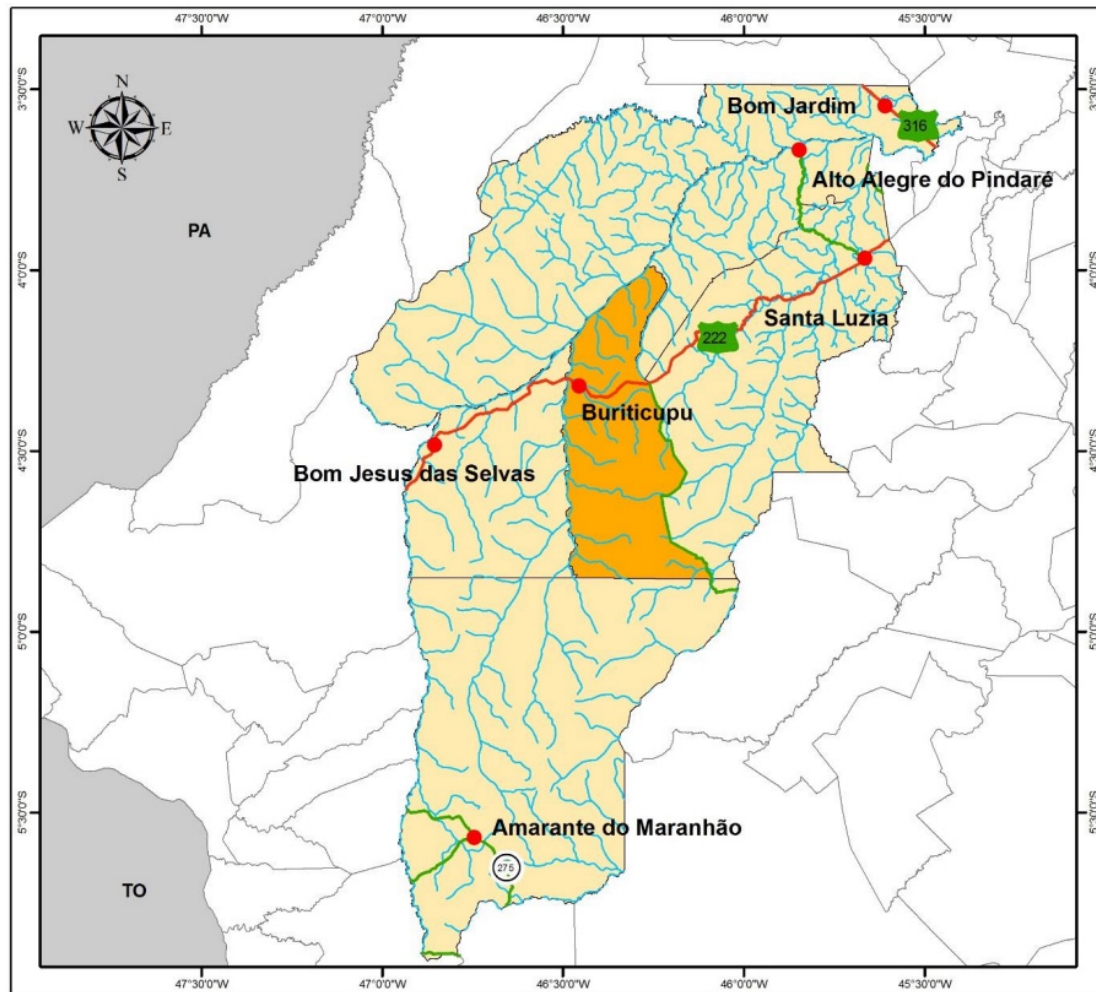 47°30'0"W 47°0'0"W 46°30'0"W 46°0'0"W 45°30'0"W
3°30'0"S 3°30'0"S
N
W E
S
Bom Jardim
316
Alto Alegre do Pindaré
PA
4°0'0"S 4°0'0"S
Santa Luzia
222
Buriticupu
4°30'0"S 4°30'0"S
Bom Jesus das Selvas
5°0'0"S 5°0'0"S
5°30'0"S 5°30'0"S
Amarante do Maranhão
275
TO
47°30'0"W 47°0'0"W 46°30'0"W 46°0'0"W 45°30'0"W